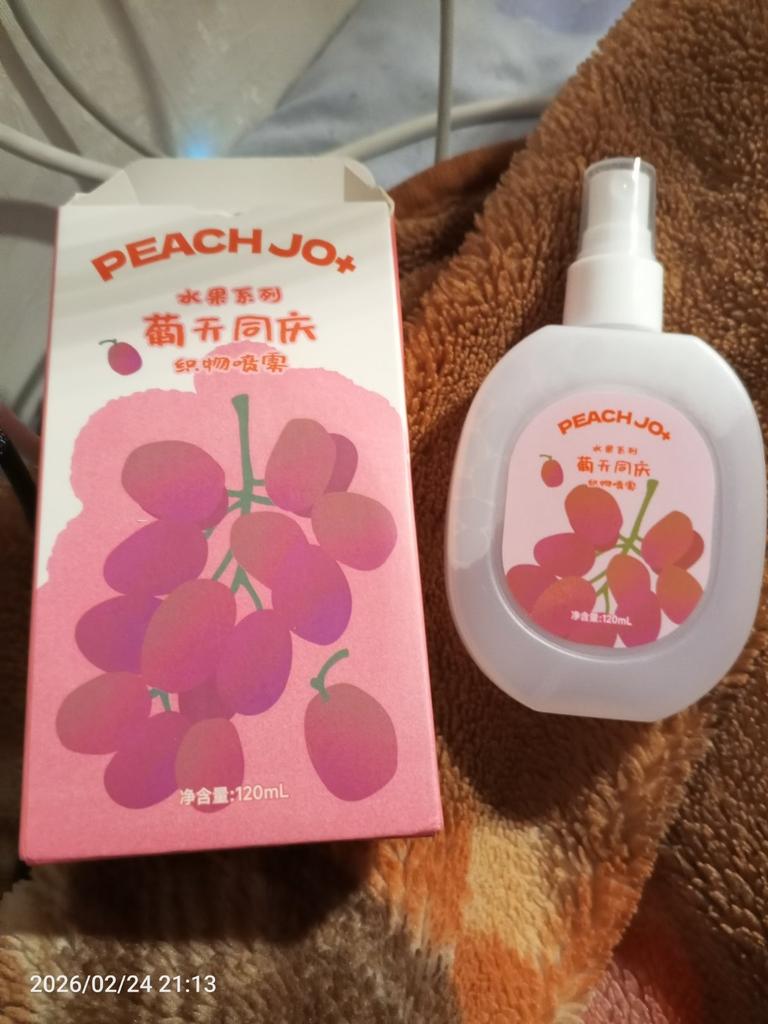 PEACH JO+
水果系列
葡天同庆
织物喷雾
净含量:120mL
PEACH JO+
水果系列
葡天同庆
织物喷雾
净含量:120mL
2026/02/24 21:13